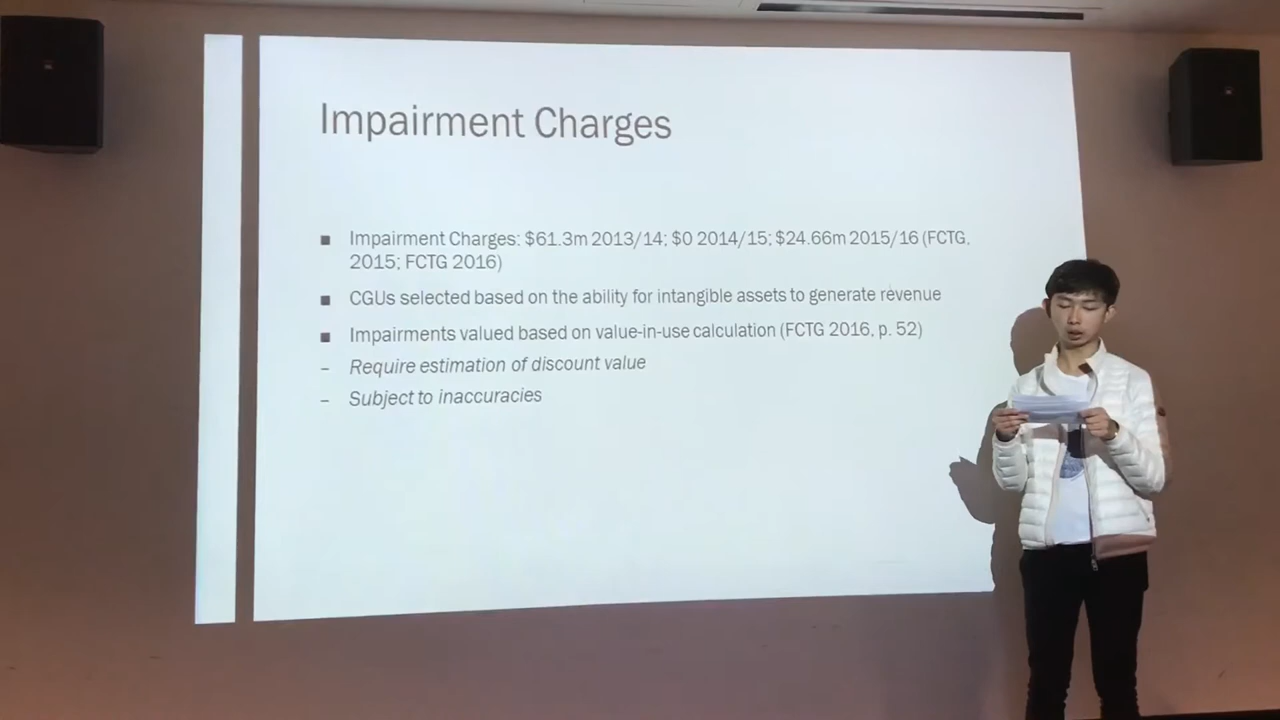 Impairment Charges
■ Impairment Charges: $61.3m 2013/14; $0 2014/15; $24.66m 2015/16 (FCTG,
2015; FCTG 2016)
■ CGUs selected based on the ability for intangible assets to generate revenue
■ Impairments valued based on value-in-use calculation (FCTG 2016, p. 52)
– Require estimation of discount value
– Subject to inaccuracies